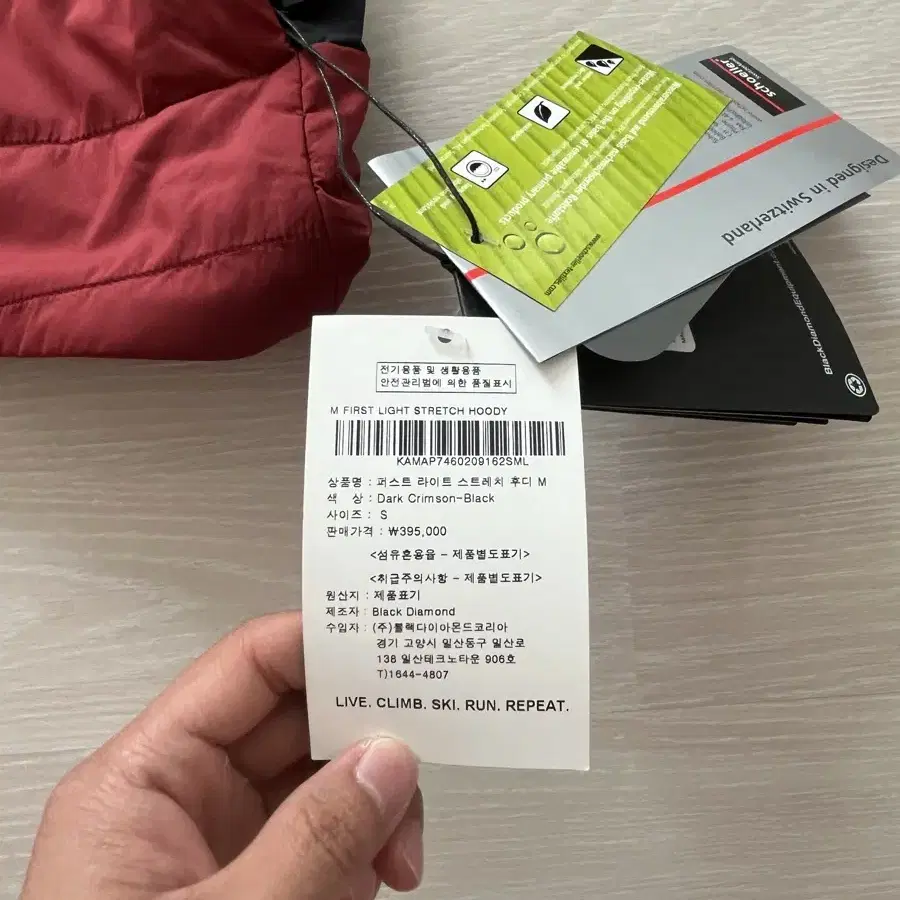 전기용품 및 생활용품
안전관리법에 의한 품질표시
M FIRST LIGHT STRETCH HOODY
KAMAP7460209162SML
상품명 : 퍼스트 라이트 스트레치 후디 M
색 상 : Dark Crimson-Black
사이즈 : S
판매가격 : ₩395,000
<섬유혼용율 - 제품별도표기>
<취급주의사항 - 제품별도표기>
원산지 : 제품표기
제조자 : Black Diamond
수입자 : (주)블랙다이아몬드코리아
경기 고양시 일산동구 일산로
138 일산테크노타운 906호
T)1644-4807
LIVE. CLIMB. SKI. RUN. REPEAT.
schoeller
Switzerland
Designed in Switzerland
www.schoeller-textiles.com
BlackDiamondEquipment.c